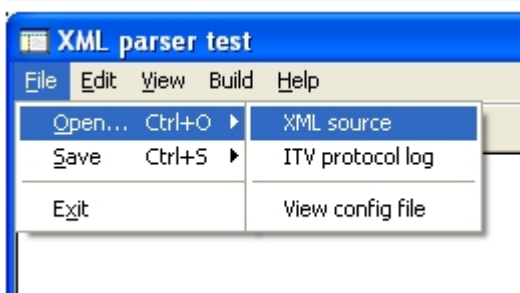 XML parser test
File Edit View Build Help
Open... Ctrl+O XML source
Save Ctrl+S ITV protocol log
Exit View config file